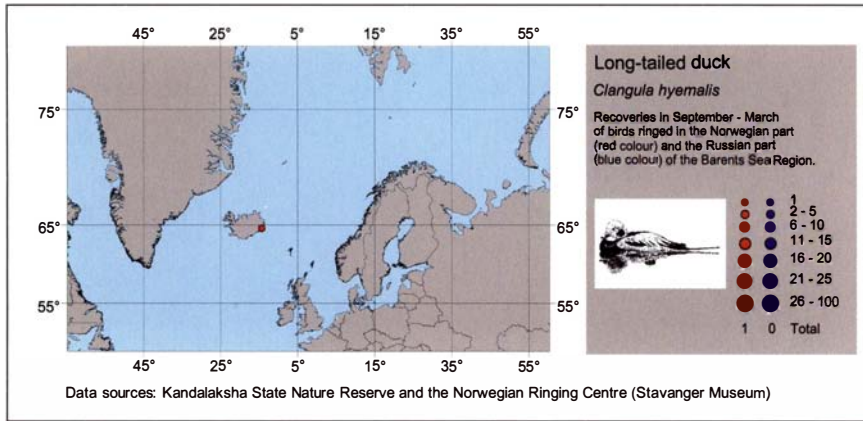 45° 25° 5° 15° 35° 55°
75° 75°
65° 65°
55° 55°
45° 25° 5° 15° 35° 55°
Long-tailed duck
Clangula hyemalis
Recoveries in September - March
of birds ringed in the Norwegian part
(red colour) and the Russian part
(blue colour) of the Barents Sea Region.
1
2 - 5
6 - 10
11 - 15
16 - 20
21 - 25
26 - 100
1 0 Total
Data sources: Kandalaksha State Nature Reserve and the Norwegian Ringing Centre (Stavanger Museum)